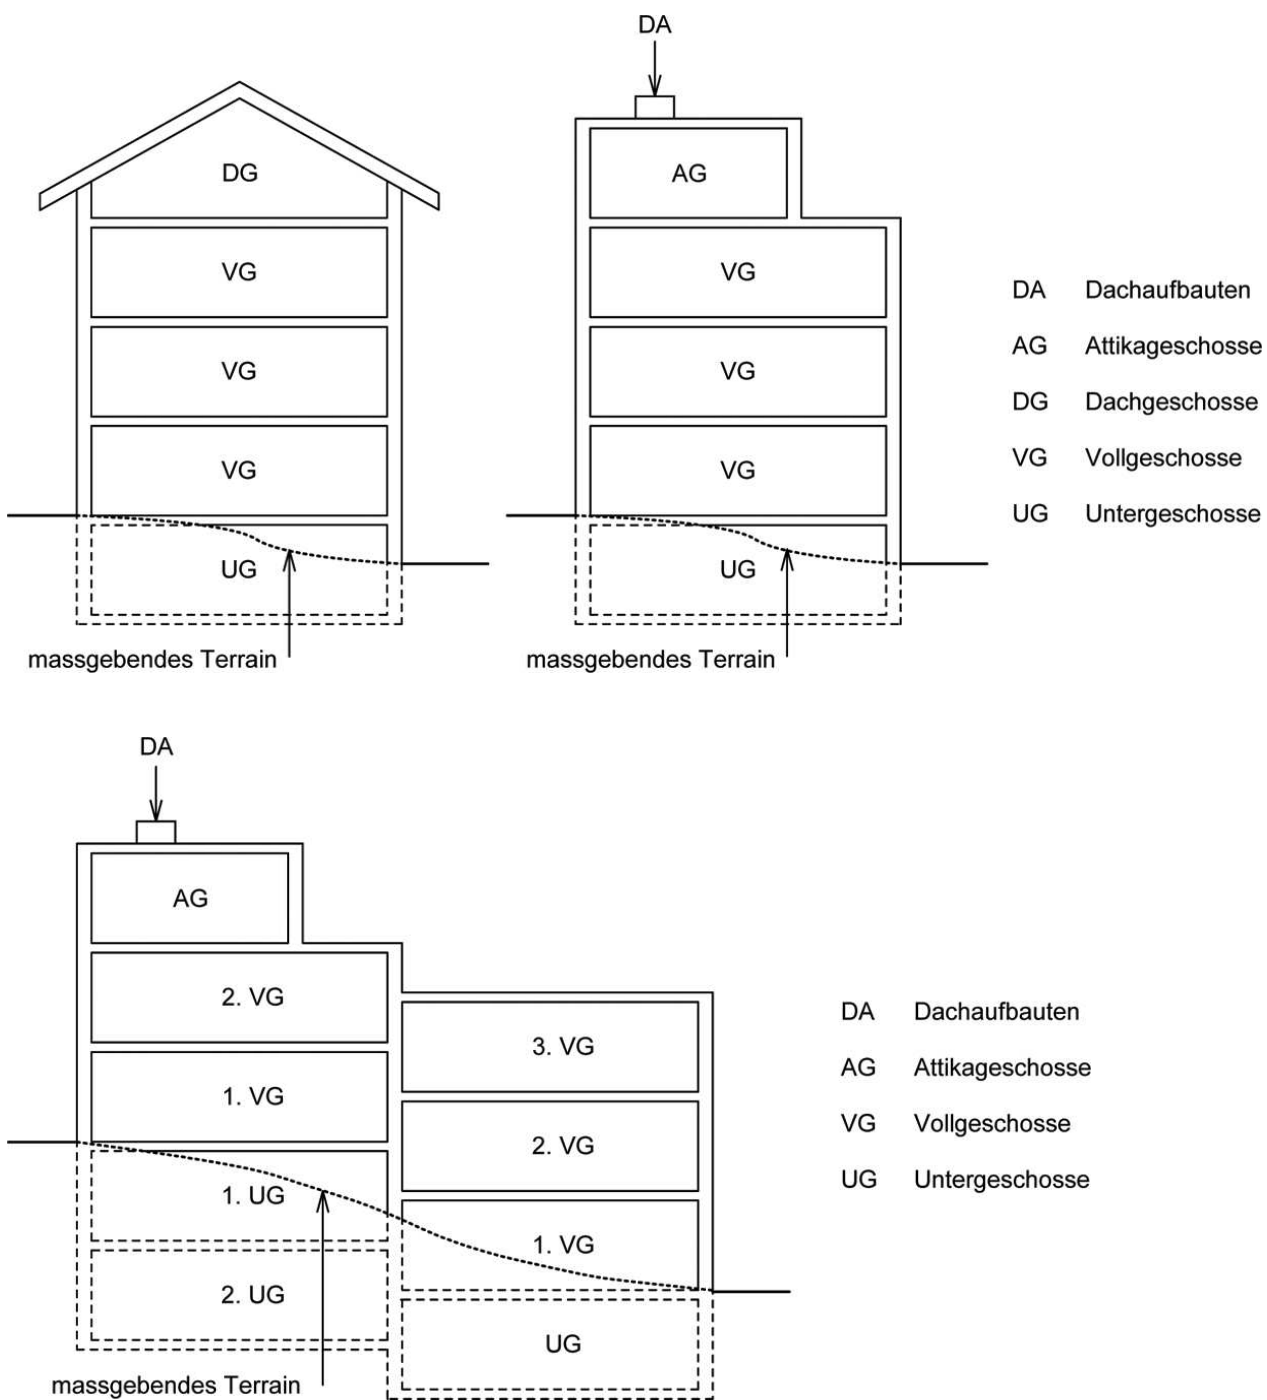 DA
DG
AG
VG
VG
VG
VG
VG
VG
UG
UG
massgebendes Terrain
massgebendes Terrain
DA Dachaufbauten
AG Attikageschosse
DG Dachgeschosse
VG Vollgeschosse
UG Untergeschosse
DA
AG
2. VG
1. VG
1. UG
2. UG
3. VG
2. VG
1. VG
UG
massgebendes Terrain
DA Dachaufbauten
AG Attikageschosse
VG Vollgeschosse
UG Untergeschosse